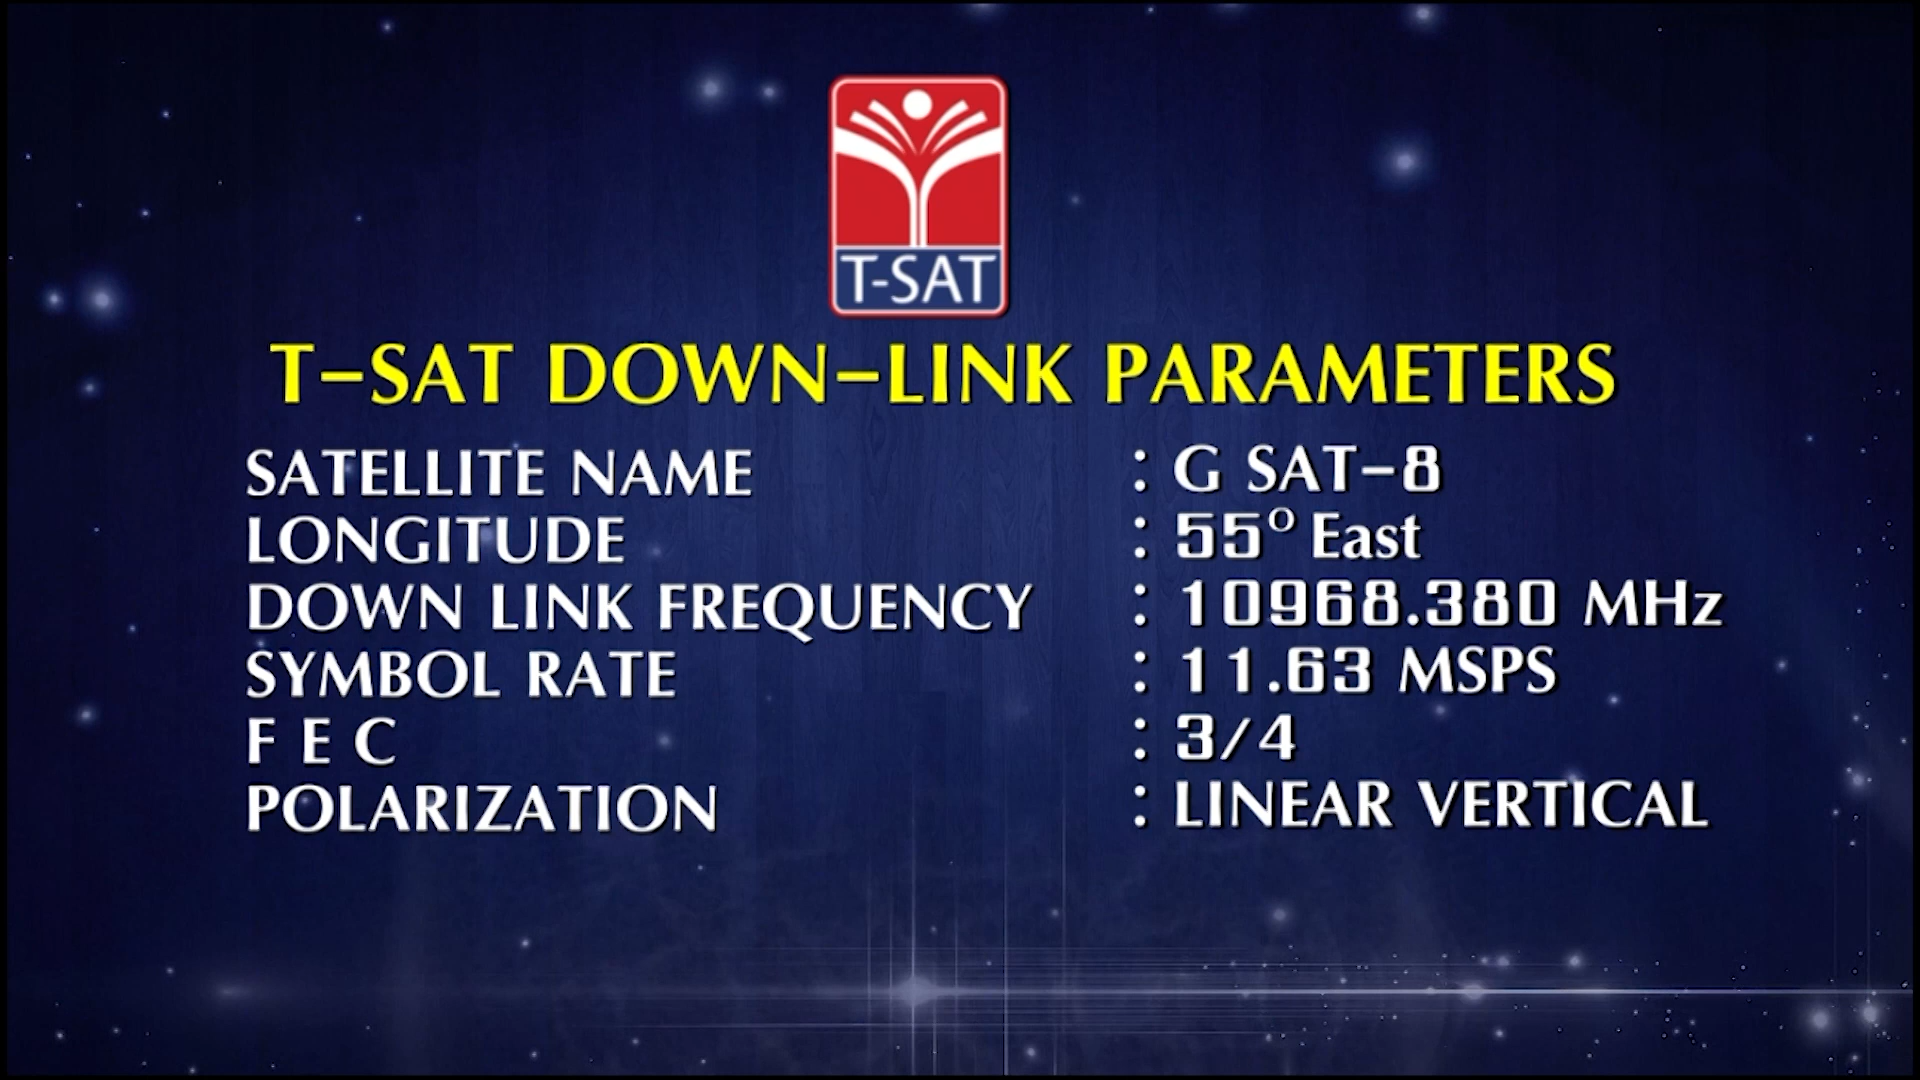 T-SAT
T-SAT DOWN-LINK PARAMETERS
SATELLITE NAME : G SAT-8
LONGITUDE : 55° East
DOWN LINK FREQUENCY : 10968.380 MHz
SYMBOL RATE : 11.63 MSPS
F E C : 3/4
POLARIZATION : LINEAR VERTICAL